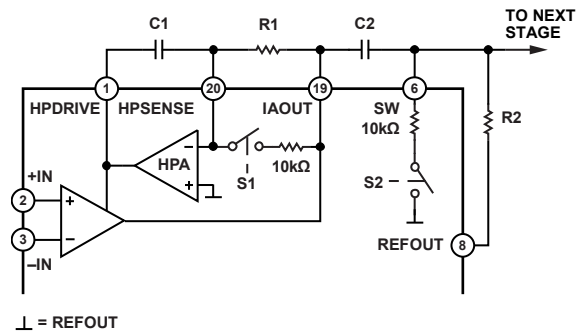 C1
R1
C2
TO NEXT
STAGE
1
20
19
6
HPDRIVE
HPSENSE
IAOUT
SW
10kΩ
R2
HPA
–
+
S1
10kΩ
S2
+IN
2
+
3
–
–IN
REFOUT
8
= REFOUT